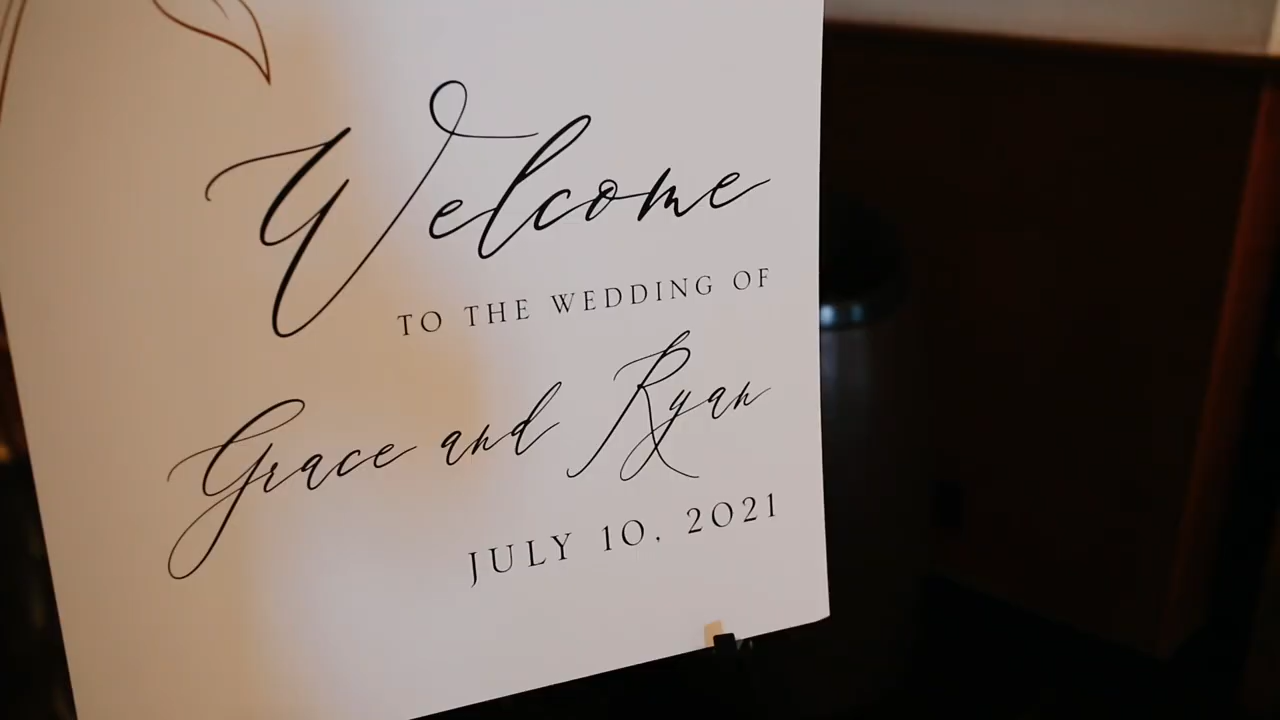 Welcome
TO THE WEDDING OF
Grace and Ryan
JULY 10, 2021